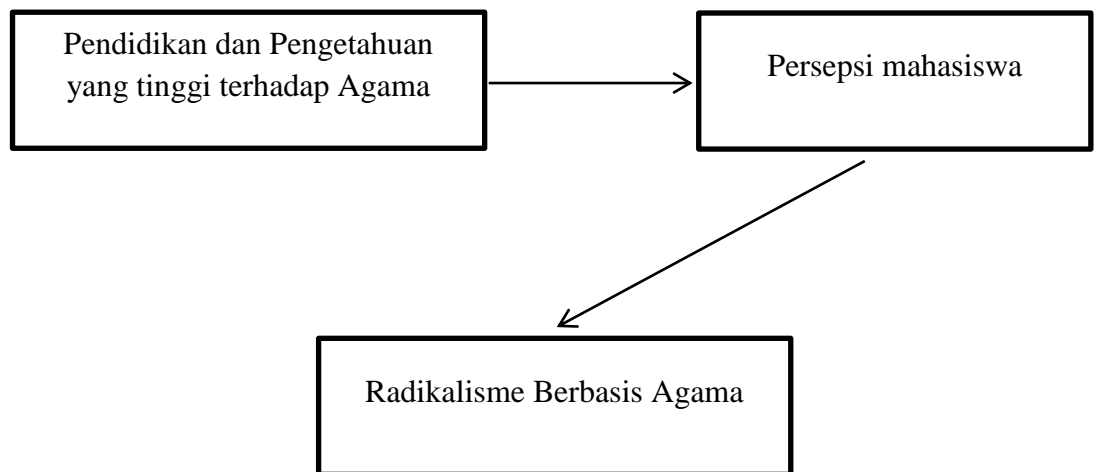 Pendidikan dan Pengetahuan
yang tinggi terhadap Agama
Persepsi mahasiswa
Radikalisme Berbasis Agama